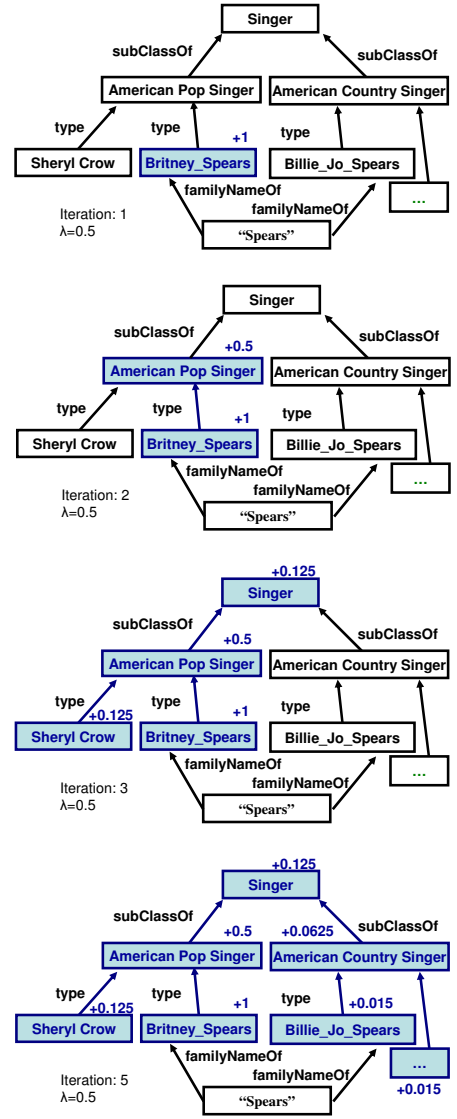 Singer
subClassOf
subClassOf
American Pop Singer
American Country Singer
type
type
+1
type
Sheryl Crow
Britney_Spears
Billie_Jo_Spears
familyNameOf
familyNameOf
...
Iteration: 1
λ=0.5
“Spears”
Singer
subClassOf
+0.5
subClassOf
American Pop Singer
American Country Singer
type
type
+1
type
Sheryl Crow
Britney_Spears
Billie_Jo_Spears
familyNameOf
familyNameOf
...
Iteration: 2
λ=0.5
“Spears”
+0.125
Singer
subClassOf
+0.5
subClassOf
American Pop Singer
American Country Singer
type
+0.125
type
+1
type
Sheryl Crow
Britney_Spears
Billie_Jo_Spears
familyNameOf
familyNameOf
...
Iteration: 3
λ=0.5
“Spears”
+0.125
Singer
subClassOf
+0.5
+0.0625
subClassOf
American Pop Singer
American Country Singer
type
+0.125
type
+1
type
+0.015
Sheryl Crow
Britney_Spears
Billie_Jo_Spears
familyNameOf
familyNameOf
...
+0.015
Iteration: 5
λ=0.5
“Spears”